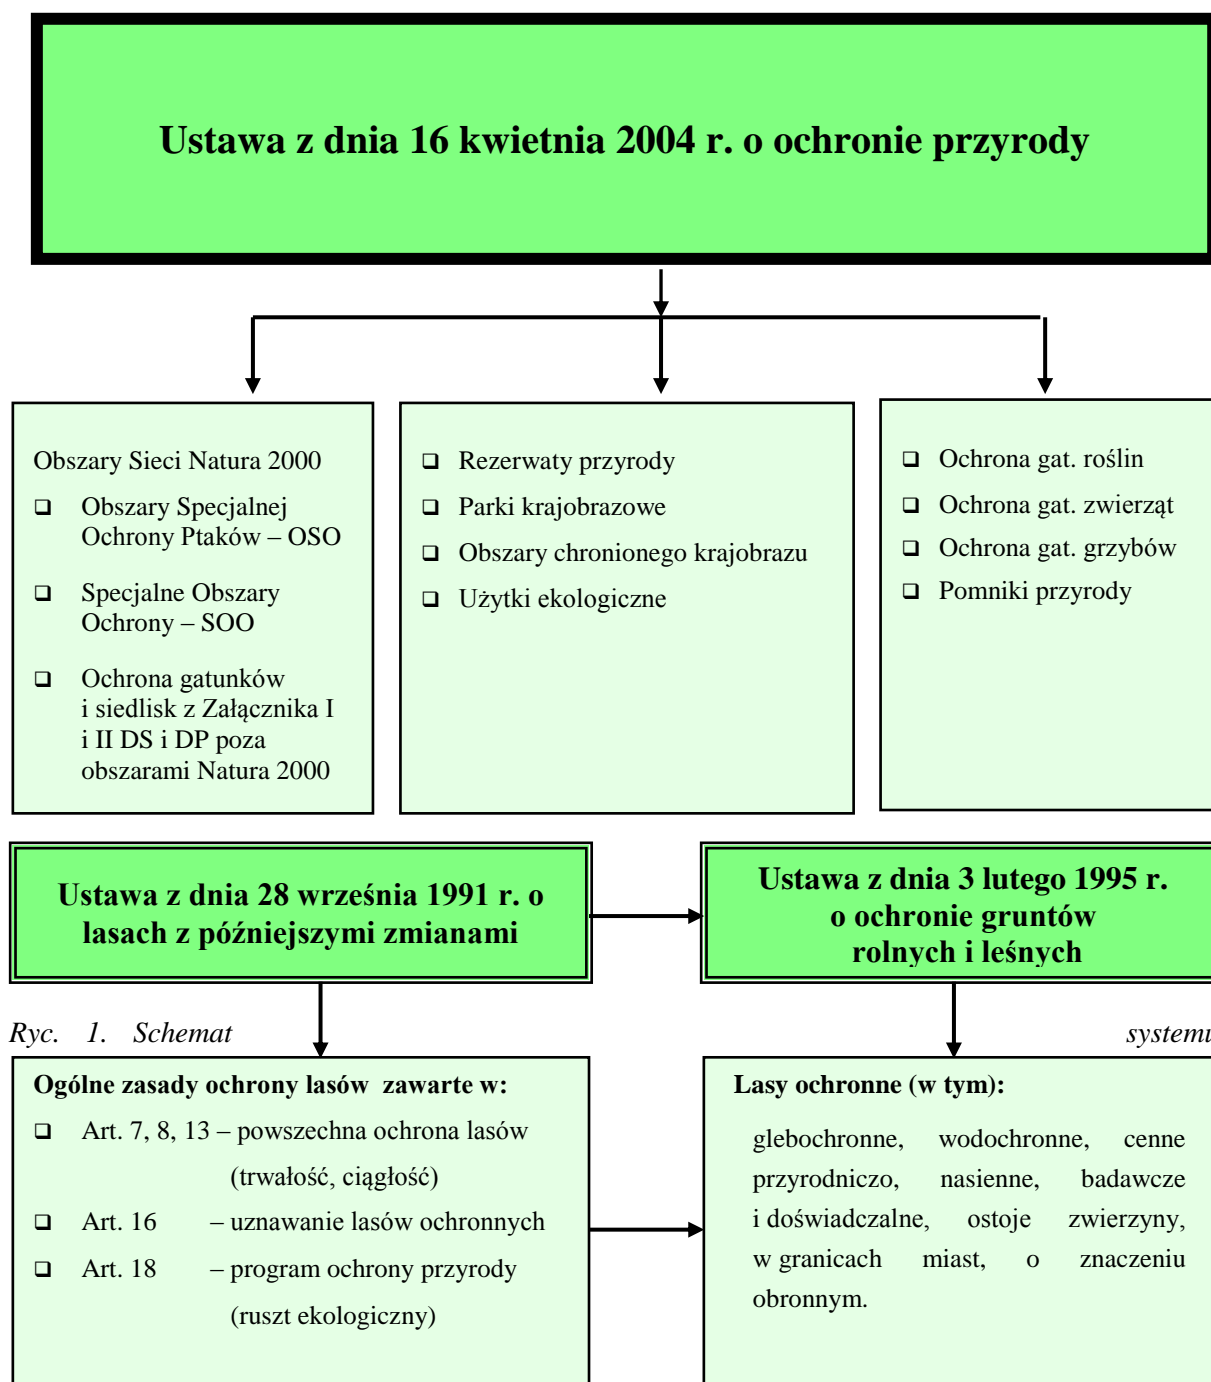 Ustawa z dnia 16 kwietnia 2004 r. o ochronie przyrody
Obszary Sieci Natura 2000
❑ Obszary Specjalnej
Ochrony Ptaków – OSO
❑ Specjalne Obszary
Ochrony – SOO
❑ Ochrona gatunków
i siedlisk z Załącznika I
i II DS i DP poza
obszarami Natura 2000
❑ Rezerwaty przyrody
❑ Parki krajobrazowe
❑ Obszary chronionego krajobrazu
❑ Użytki ekologiczne
❑ Ochrona gat. roślin
❑ Ochrona gat. zwierząt
❑ Ochrona gat. grzybów
❑ Pomniki przyrody
Ustawa z dnia 28 września 1991 r. o
lasach z późniejszymi zmianami
Ustawa z dnia 3 lutego 1995 r.
o ochronie gruntów
rolnych i leśnych
Ryc. 1. Schemat systemu
Ogólne zasady ochrony lasów zawarte w:
❑ Art. 7, 8, 13 – powszechna ochrona lasów
(trwałość, ciągłość)
❑ Art. 16 – uznawanie lasów ochronnych
❑ Art. 18 – program ochrony przyrody
(ruszt ekologiczny)
Lasy ochronne (w tym):
glebochronne, wodochronne, cenne
przyrodniczo, nasienne, badawcze
i doświadczalne, ostoje zwierzyny,
w granicach miast, o znaczeniu
obronnym.